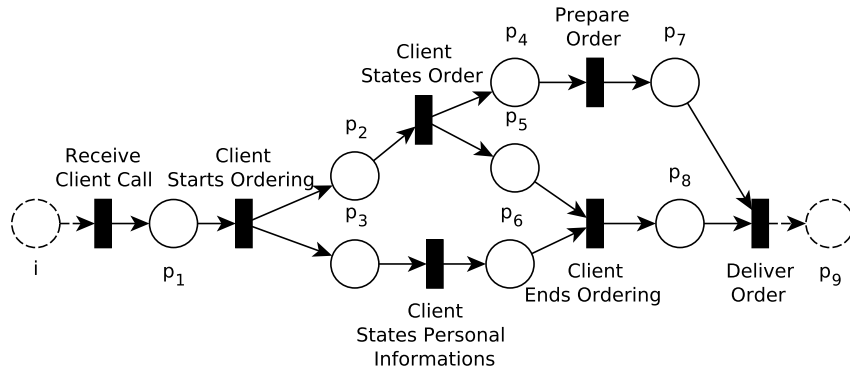 p4
Prepare
Order
p7
Client
States Order
p2
p5
Receive
Client Call
Client
Starts Ordering
p3
p6
p8
i
p1
Client
States Personal
Informations
Client
Ends Ordering
Deliver
Order
p9